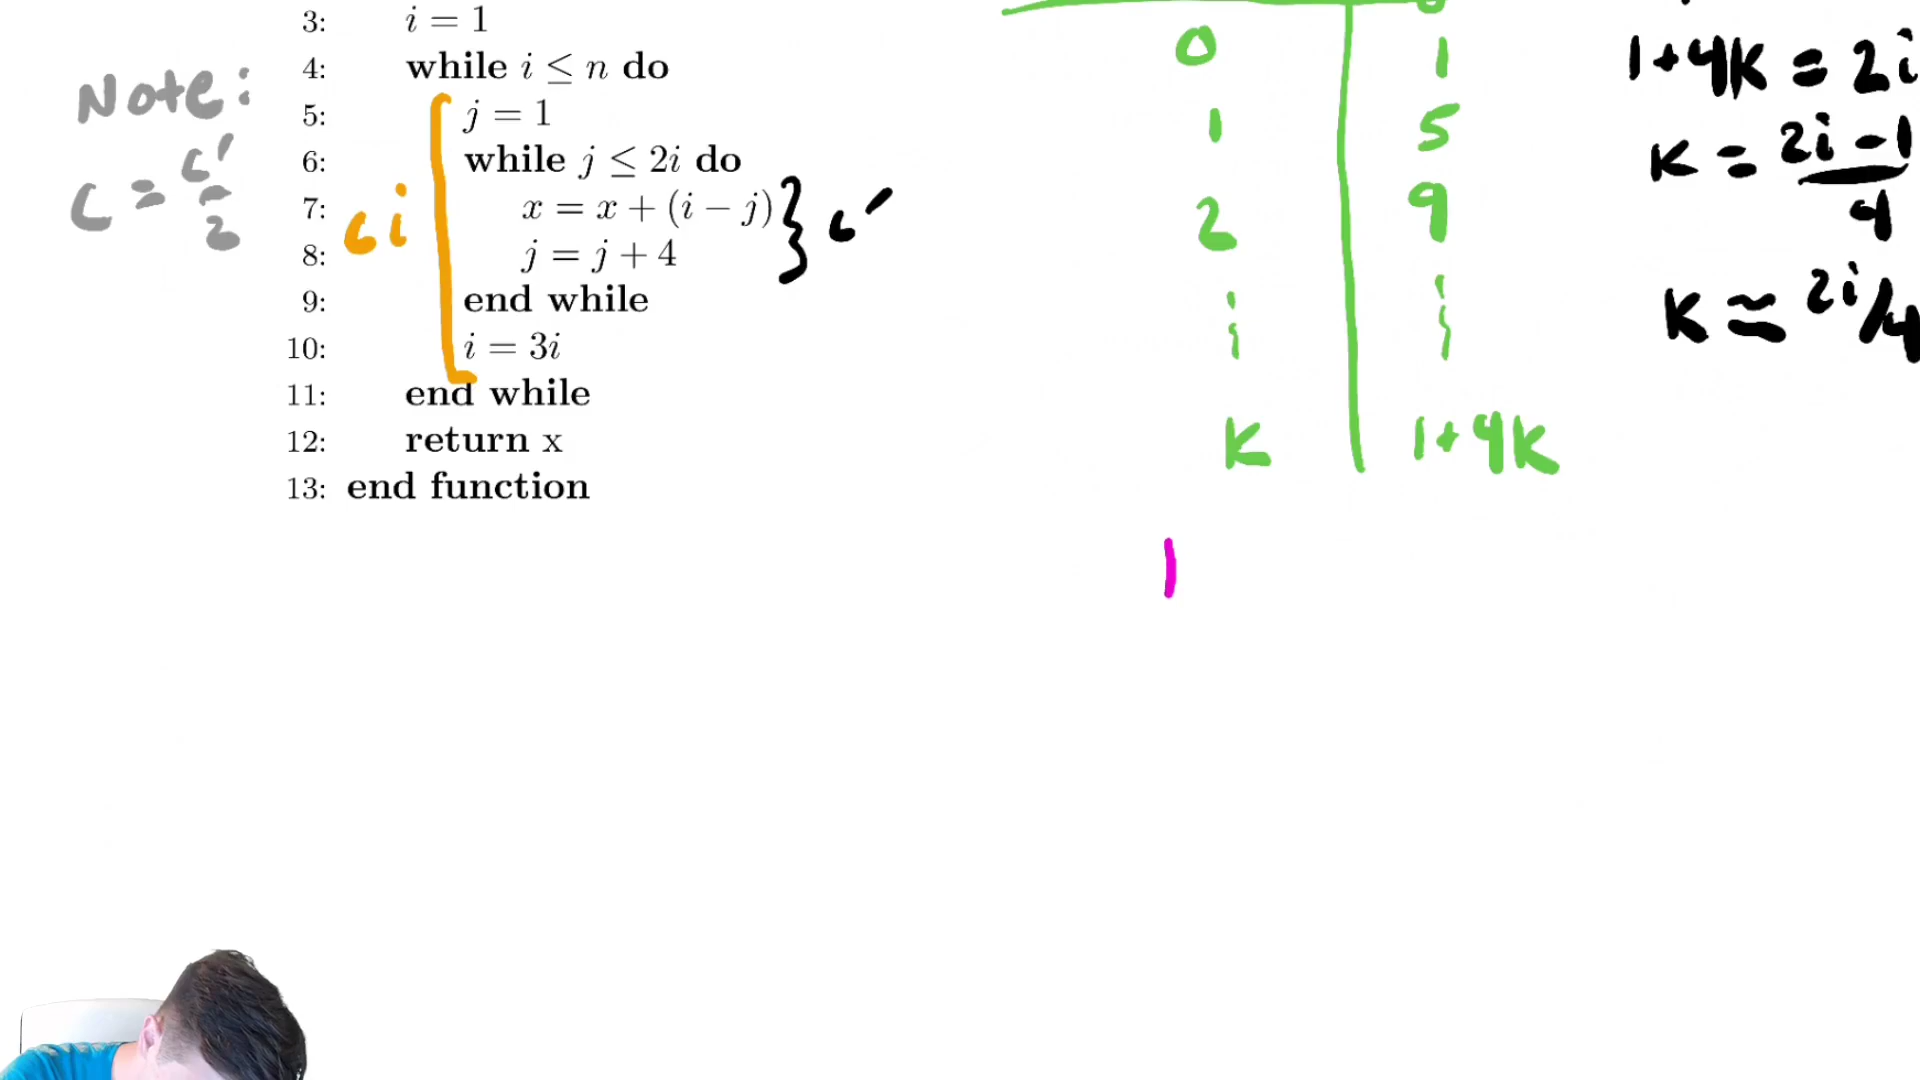 3: i = 1
4: while i ≤ n do
5: j = 1
6: while j ≤ 2i do
7: x = x + (i − j)
8: j = j + 4
9: end while
10: i = 3i
11: end while
12: return x
13: end function
Note:
c = c'/2
ci
} c'
0 1
1 5
2 9
⋮ ⋮
K 1+4K
1+4K = 2i
K = 2i-1/4
K ≈ 2i/4